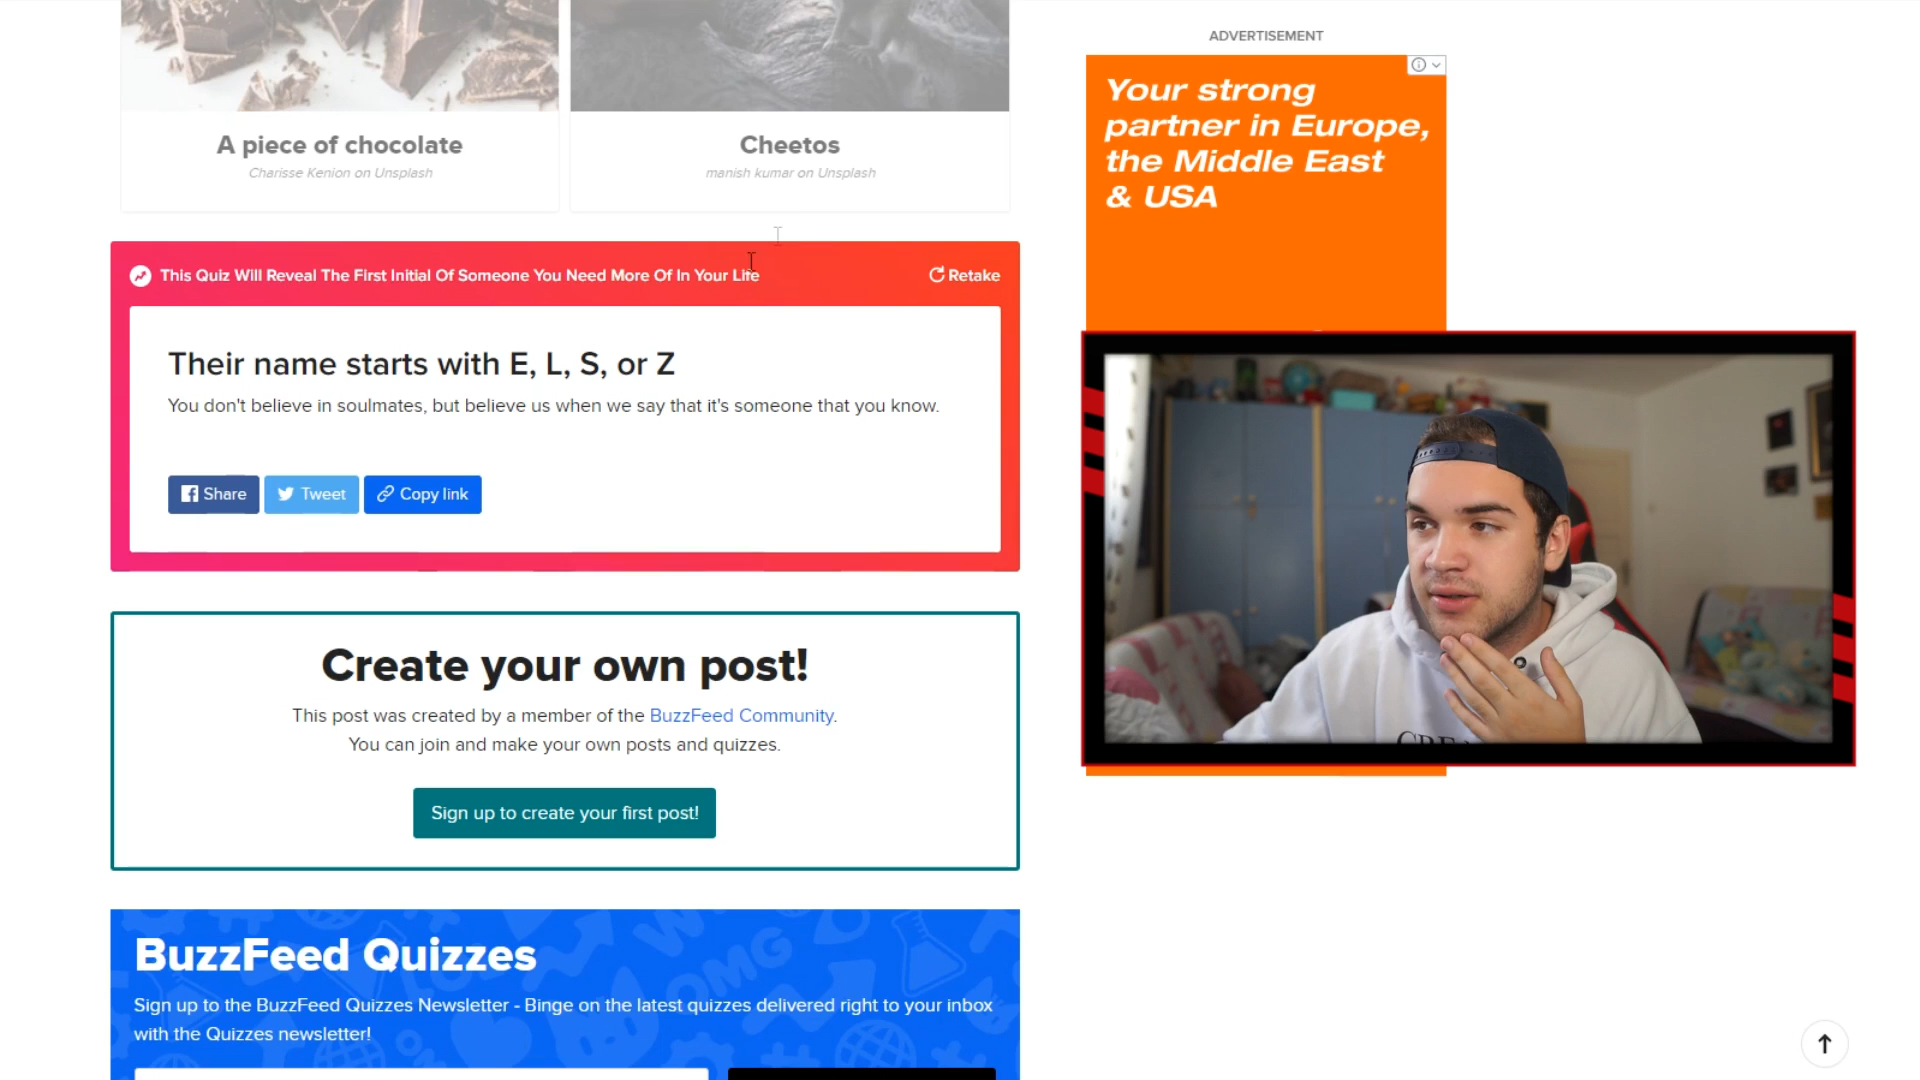 A piece of chocolate
Charisse Kenion on Unsplash
Cheetos
manish kumar on Unsplash
This Quiz Will Reveal The First Initial Of Someone You Need More Of In Your Life
Retake
Their name starts with E, L, S, or Z
You don't believe in soulmates, but believe us when we say that it's someone that you know.
Share
Tweet
Copy link
Create your own post!
This post was created by a member of the BuzzFeed Community.
You can join and make your own posts and quizzes.
Sign up to create your first post!
BuzzFeed Quizzes
OMG
Sign up to the BuzzFeed Quizzes Newsletter - Binge on the latest quizzes delivered right to your inbox
with the Quizzes newsletter!
ADVERTISEMENT
Your strong
partner in Europe,
the Middle East
& USA